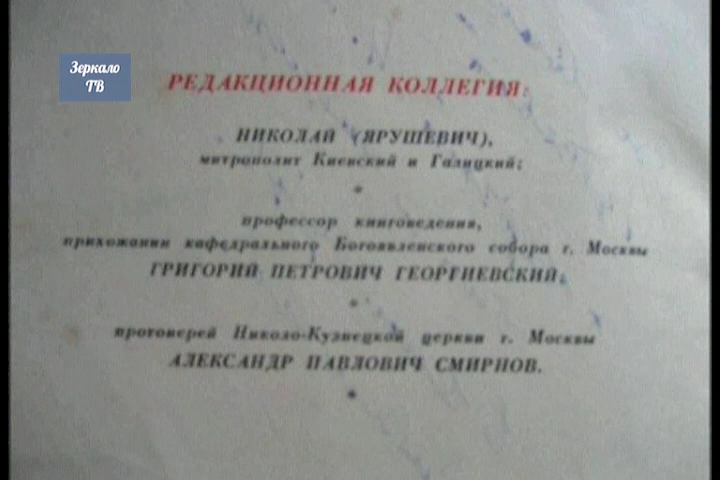 Зеркало
ТВ
РЕДАКЦИОННАЯ КОЛЛЕГИЯ:
НИКОЛАЙ (ЯРУШЕВИЧ),
митрополит Киевский и Галицкий;
*
профессор книговедения,
прихожанин кафедрального Богоявленского собора г. Москвы
ГРИГОРИЙ ПЕТРОВИЧ ГЕОРГИЕВСКИЙ;
*
протоиерей Николо-Кузнецкой церкви г. Москвы
АЛЕКСАНДР ПАВЛОВИЧ СМИРНОВ.
*